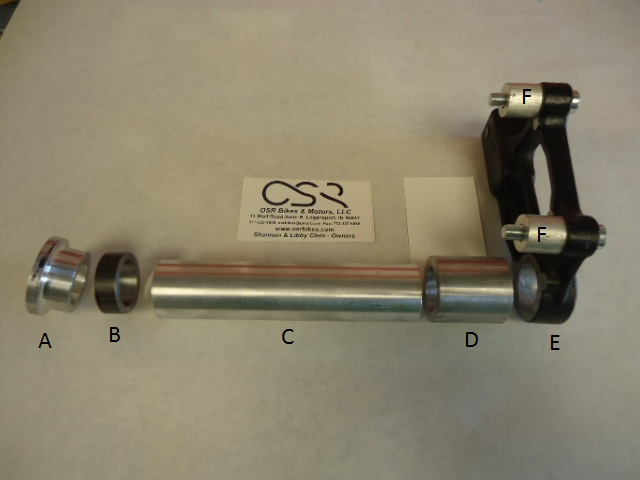 F
OSR
OSR Bikes & Motors, LLC
www.osrbikes.com
Shannon & Libby Clem - Owners
F
A
B
C
D
E